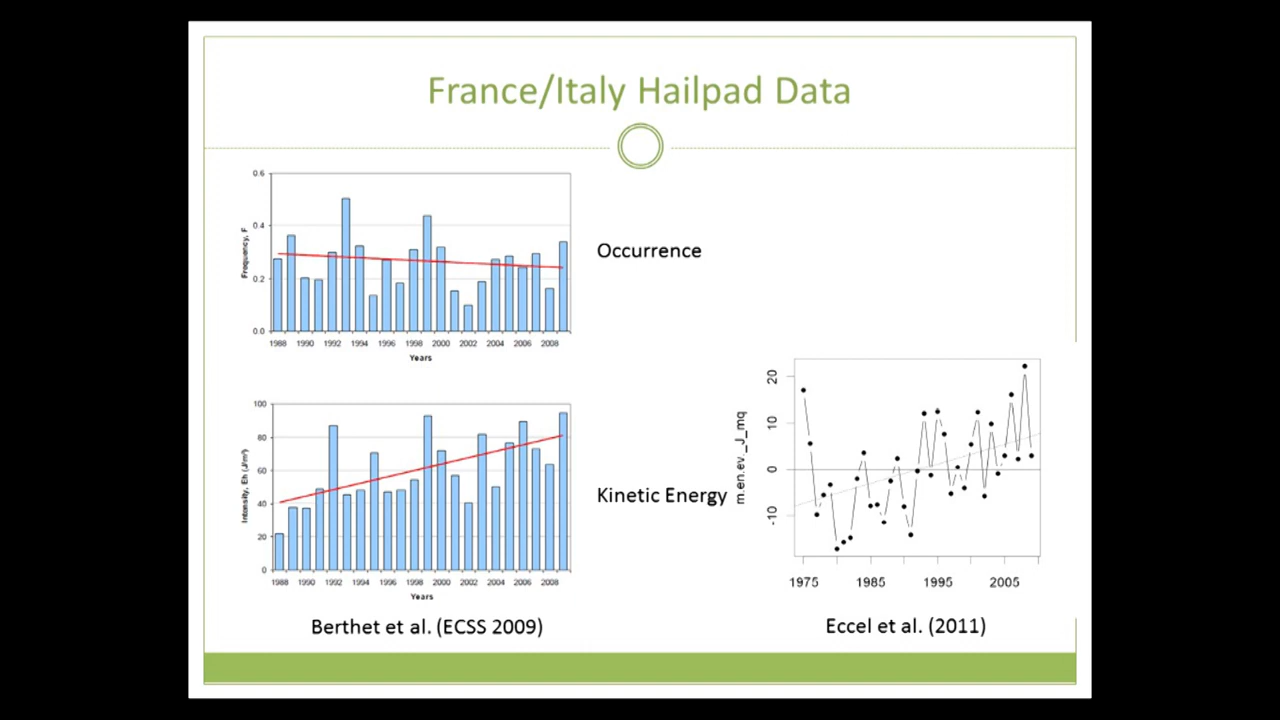 France/Italy Hailpad Data
0.6
0.4
0.2
0.0
Frequency, F
1988 1990 1992 1994 1996 1998 2000 2002 2004 2006 2008
Years
Occurrence
100
80
60
40
20
0
Intensity, Eh (J/m²)
1988 1990 1992 1994 1996 1998 2000 2002 2004 2006 2008
Years
Kinetic Energy
20
10
0
-10
m.en.ev._J_mq
1975 1985 1995 2005
Berthet et al. (ECSS 2009)
Eccel et al. (2011)